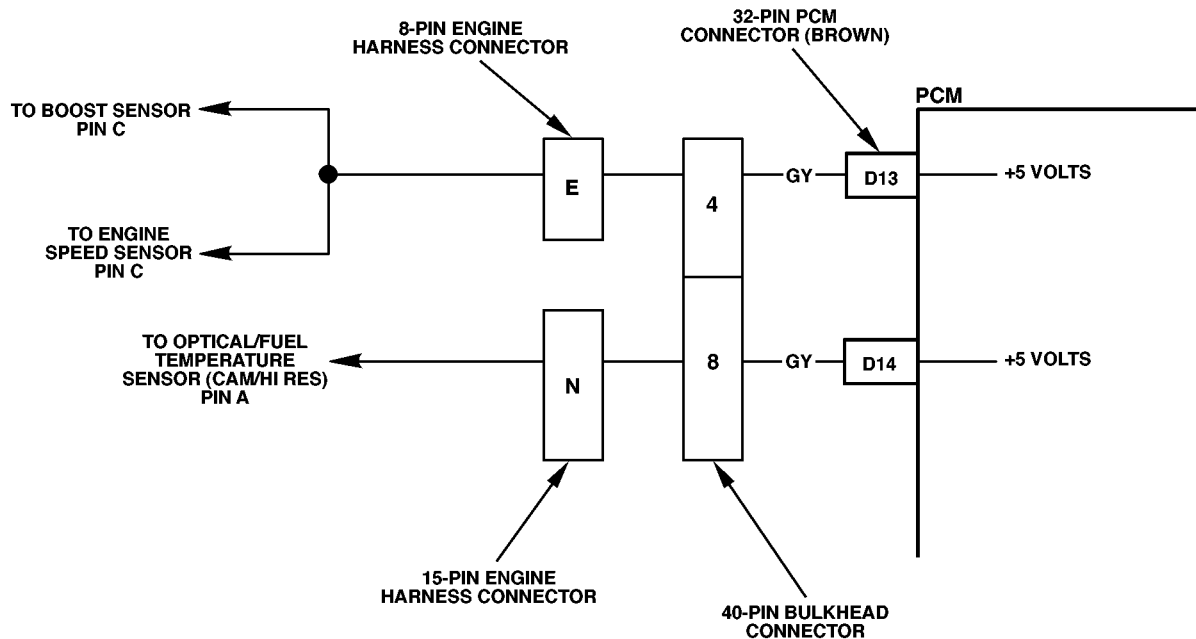 8-PIN ENGINE
HARNESS CONNECTOR
32-PIN PCM
CONNECTOR (BROWN)
PCM
TO BOOST SENSOR
PIN C
E
4
GY
D13
+5 VOLTS
TO ENGINE
SPEED SENSOR
PIN C
TO OPTICAL/FUEL
TEMPERATURE
SENSOR (CAM/HI RES)
PIN A
N
8
GY
D14
+5 VOLTS
15-PIN ENGINE
HARNESS CONNECTOR
40-PIN BULKHEAD
CONNECTOR